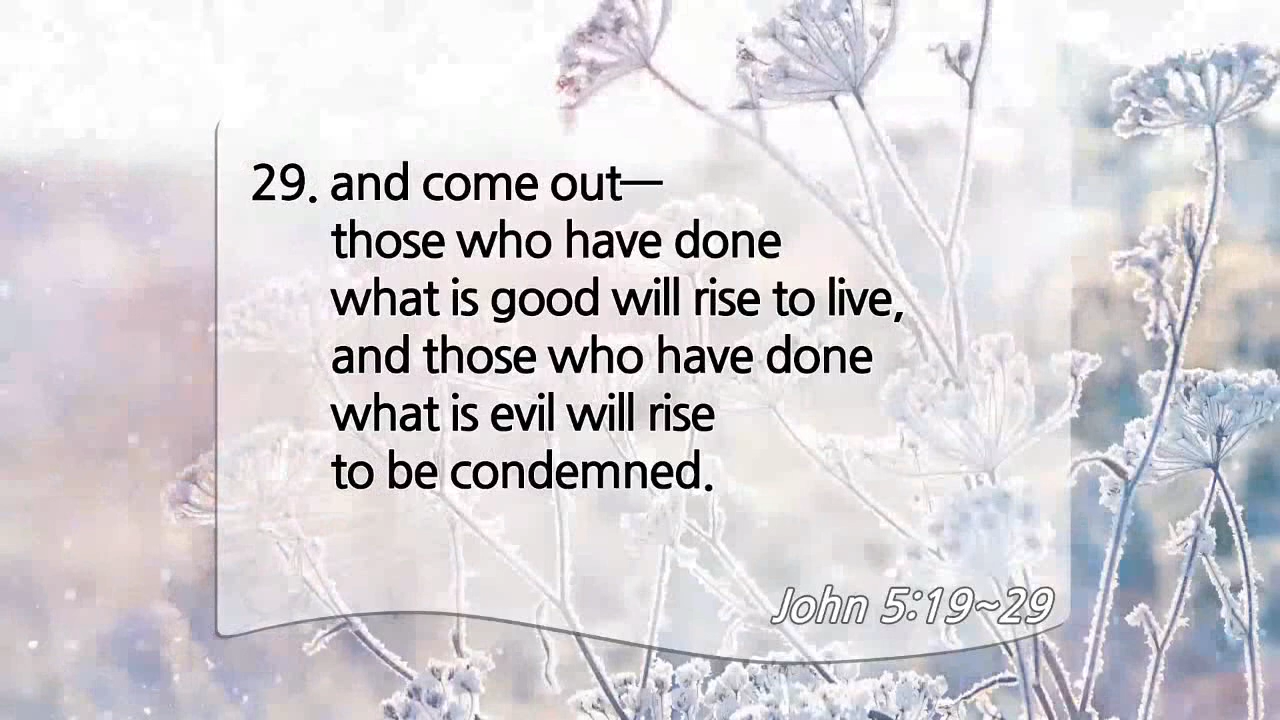 29. and come out—
those who have done
what is good will rise to live,
and those who have done
what is evil will rise
to be condemned.
John 5:19~29